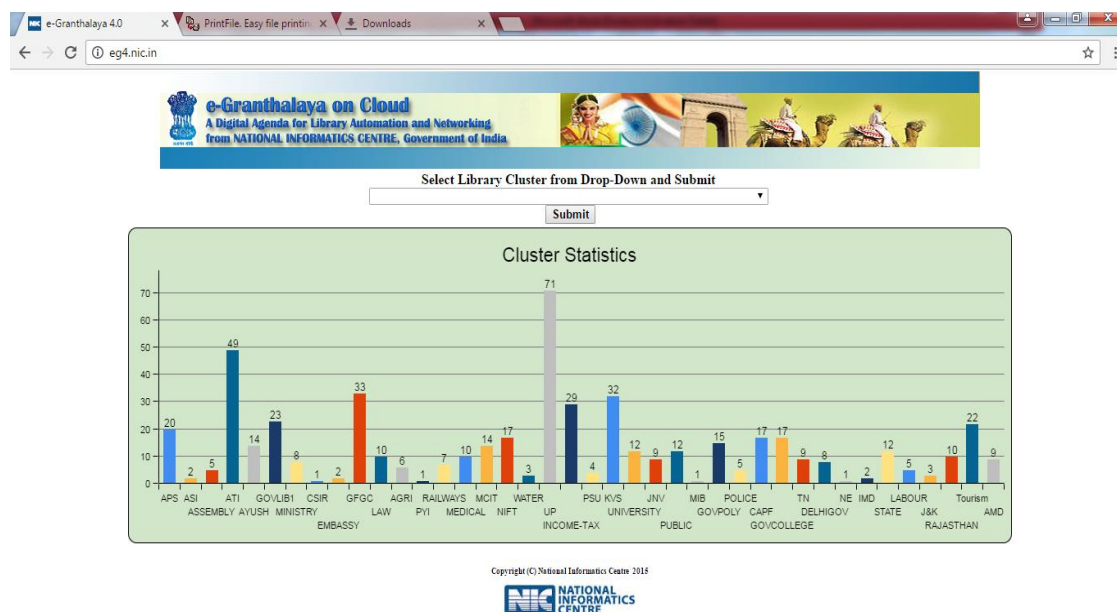 e-Granthalaya 4.0
PrintFile. Easy file printin
Downloads
eg4.nic.in
e-Granthalaya on Cloud
A Digital Agenda for Library Automation and Networking
from NATIONAL INFORMATICS CENTRE, Government of India
Select Library Cluster from Drop-Down and Submit
Submit
Cluster Statistics
71
70
60
50
49
40
33
32
30
29
23
22
20 20
17 17 17
15
14 14
12 12 12
10 10 10 10
9 9 9
8 8
7
6
5 5 5
4
3 3
2 2 2
1 1 1 1
0
APS ASI ATI GOVLIB1 CSIR GFGC AGRI RAILWAYS MCIT WATER PSU KVS JNV MIB POLICE TN NE IMD LABOUR Tourism
ASSEMBLY AYUSH MINISTRY LAW PYI MEDICAL NIFT UP UNIVERSITY GOVPOLY CAPF DELHIGOV STATE J&K AMD
EMBASSY INCOME-TAX PUBLIC GOVCOLLEGE RAJASTHAN
Copyright (C) National Informatics Centre 2015
NIC NATIONAL
INFORMATICS
CENTRE